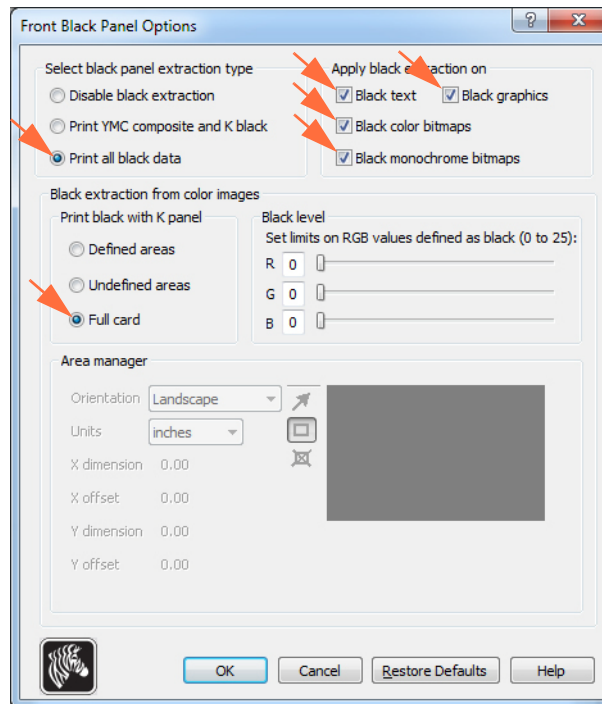 Front Black Panel Options
?
X
Select black panel extraction type
Disable black extraction
Print YMC composite and K black
Print all black data
Apply black extraction on
Black text
Black graphics
Black color bitmaps
Black monochrome bitmaps
Black extraction from color images
Print black with K panel
Defined areas
Undefined areas
Full card
Black level
Set limits on RGB values defined as black (0 to 25):
R 0
G 0
B 0
Area manager
Orientation Landscape
Units inches
X dimension 0.00
X offset 0.00
Y dimension 0.00
Y offset 0.00
OK
Cancel
Restore Defaults
Help